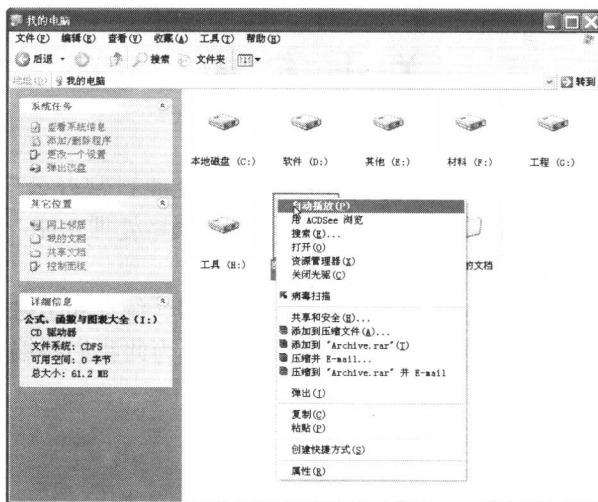 我的电脑
文件(F) 编辑(E) 查看(V) 收藏(A) 工具(T) 帮助(H)
后退 搜索 文件夹
地址(D) 我的电脑 转到
系统任务
查看系统信息
添加/删除程序
更改一个设置
弹出该盘
其它位置
网上邻居
我的文档
共享文档
控制面板
详细信息
公式、函数与图表大全 (I:)
CD 驱动器
文件系统: CDFS
可用空间: 0 字节
总大小: 61.2 MB
本地磁盘 (C:) 软件 (D:) 其他 (E:) 材料 (F:) 工程 (G:)
工具 (H:) 的文档
自动播放(P)
用 ACDSee 浏览
搜索(E)...
打开(O)
资源管理器(X)
关闭光驱(C)
病毒扫描
共享和安全(H)...
添加到压缩文件(A)...
添加到 "Archive.rar"(T)
压缩并 E-mail...
压缩到 "Archive.rar" 并 E-mail
弹出(J)
复制(C)
粘贴(P)
创建快捷方式(S)
属性(R)